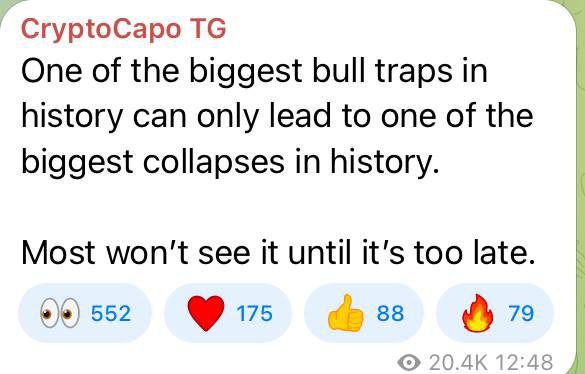 CryptoCapo TG
One of the biggest bull traps in
history can only lead to one of the
biggest collapses in history.
Most won’t see it until it’s too late.
552 175 88 79
20.4K 12:48